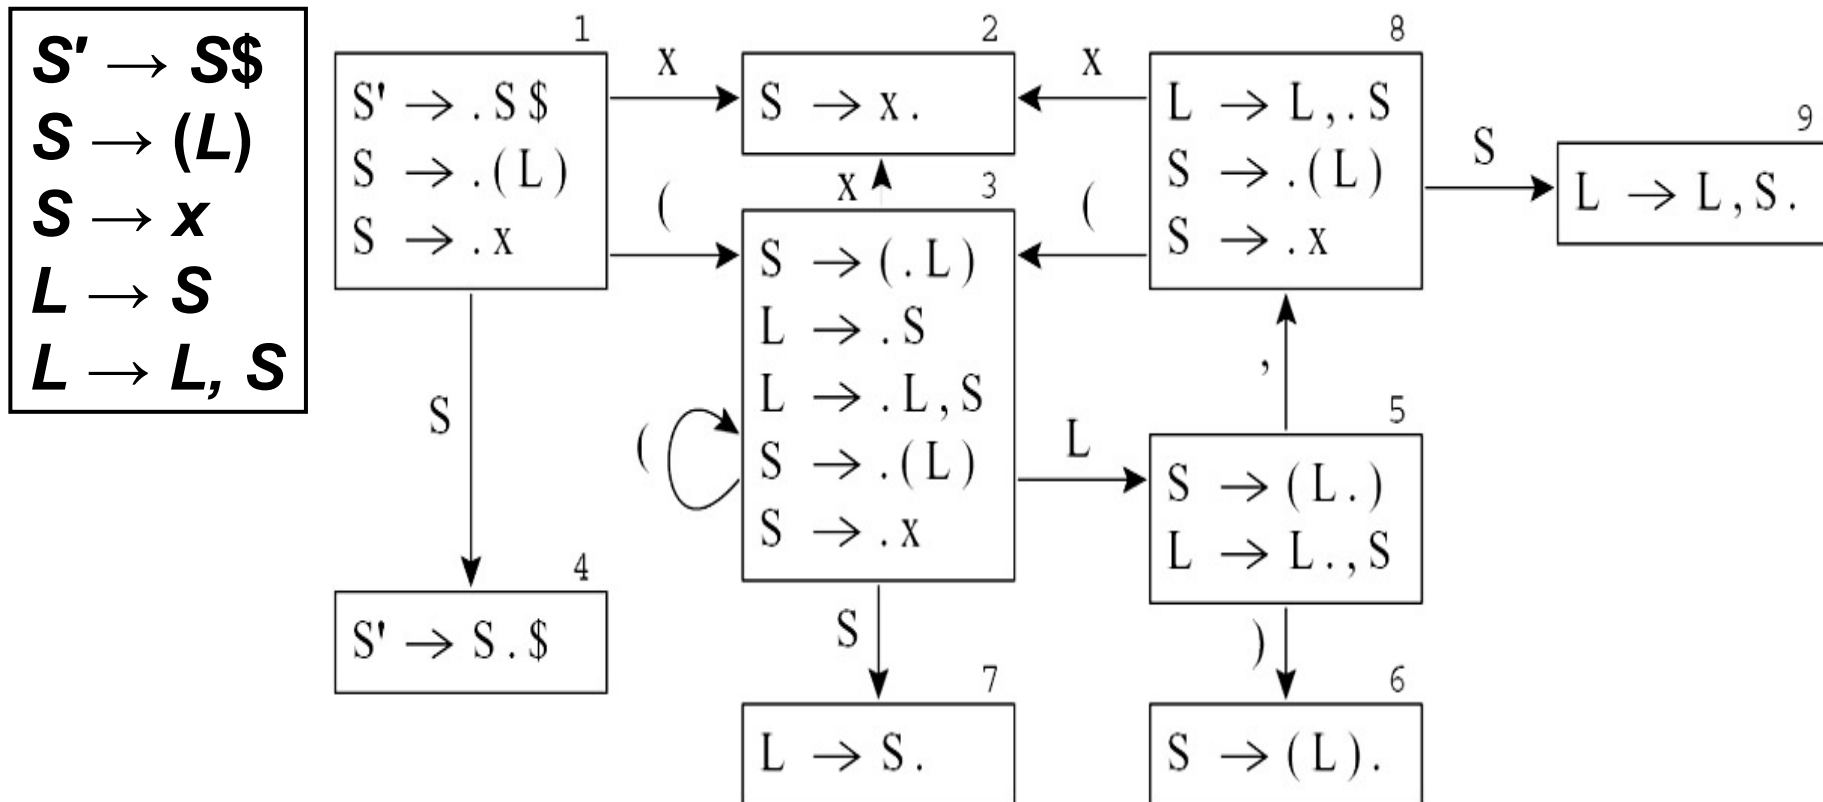 S' → S$
S → (L)
S → x
L → S
L → L, S
1
S' → .S$
S → .(L)
S → .x
x
(
S
2
S → x.
x
3
S → (.L)
L → .S
L → .L,S
S → .(L)
S → .x
(
L
S
8
L → L,.S
S → .(L)
S → .x
x
(
S
9
L → L,S.
,
5
S → (L.)
L → L.,S
)
4
S' → S.$
7
L → S.
6
S → (L).